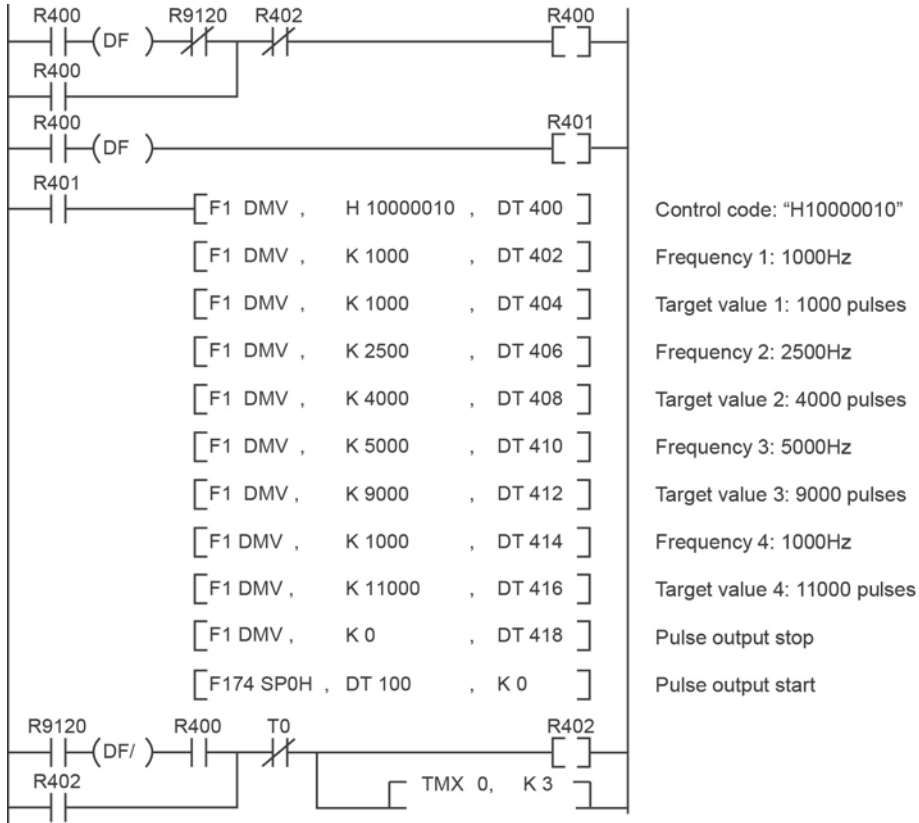 R400 R9120 R402 R400
(DF )
R400
R400 R401
(DF )
R401
F1 DMV , H 10000010 , DT 400 Control code: “H10000010”
F1 DMV , K 1000 , DT 402 Frequency 1: 1000Hz
F1 DMV , K 1000 , DT 404 Target value 1: 1000 pulses
F1 DMV , K 2500 , DT 406 Frequency 2: 2500Hz
F1 DMV , K 4000 , DT 408 Target value 2: 4000 pulses
F1 DMV , K 5000 , DT 410 Frequency 3: 5000Hz
F1 DMV , K 9000 , DT 412 Target value 3: 9000 pulses
F1 DMV , K 1000 , DT 414 Frequency 4: 1000Hz
F1 DMV , K 11000 , DT 416 Target value 4: 11000 pulses
F1 DMV , K 0 , DT 418 Pulse output stop
F174 SP0H , DT 100 , K 0 Pulse output start
R9120 R400 T0 R402
(DF/ )
R402
TMX 0, K 3